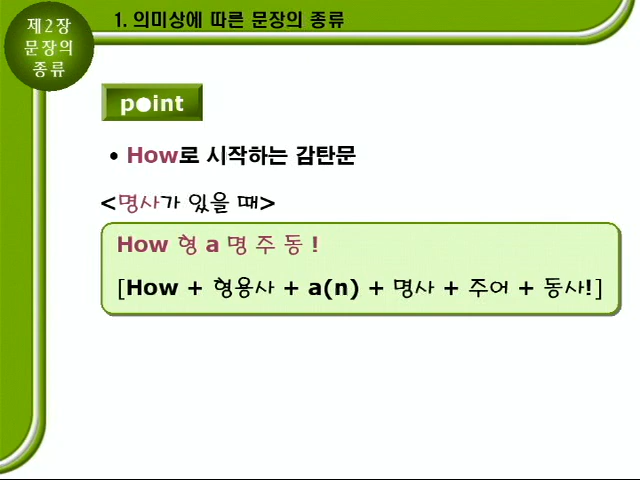 제2장
문장의
종류
1. 의미상에 따른 문장의 종류
point
• How로 시작하는 감탄문
<명사가 있을 때>
How 형 a 명 주 동 !
[How + 형용사 + a(n) + 명사 + 주어 + 동사!]